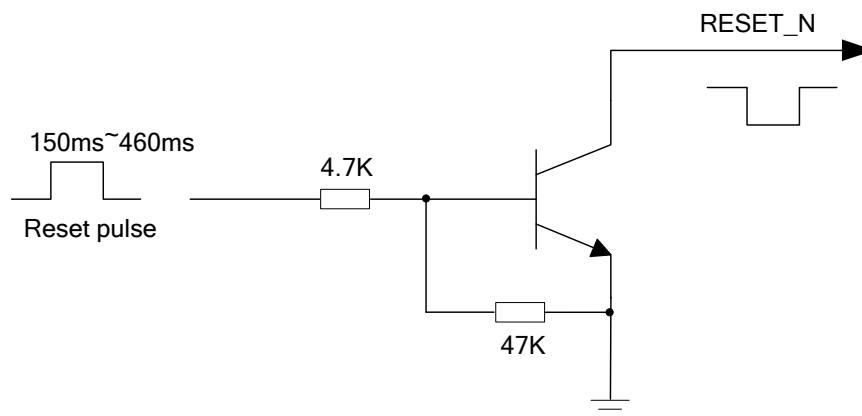 RESET_N
150ms~460ms
4.7K
Reset pulse
47K